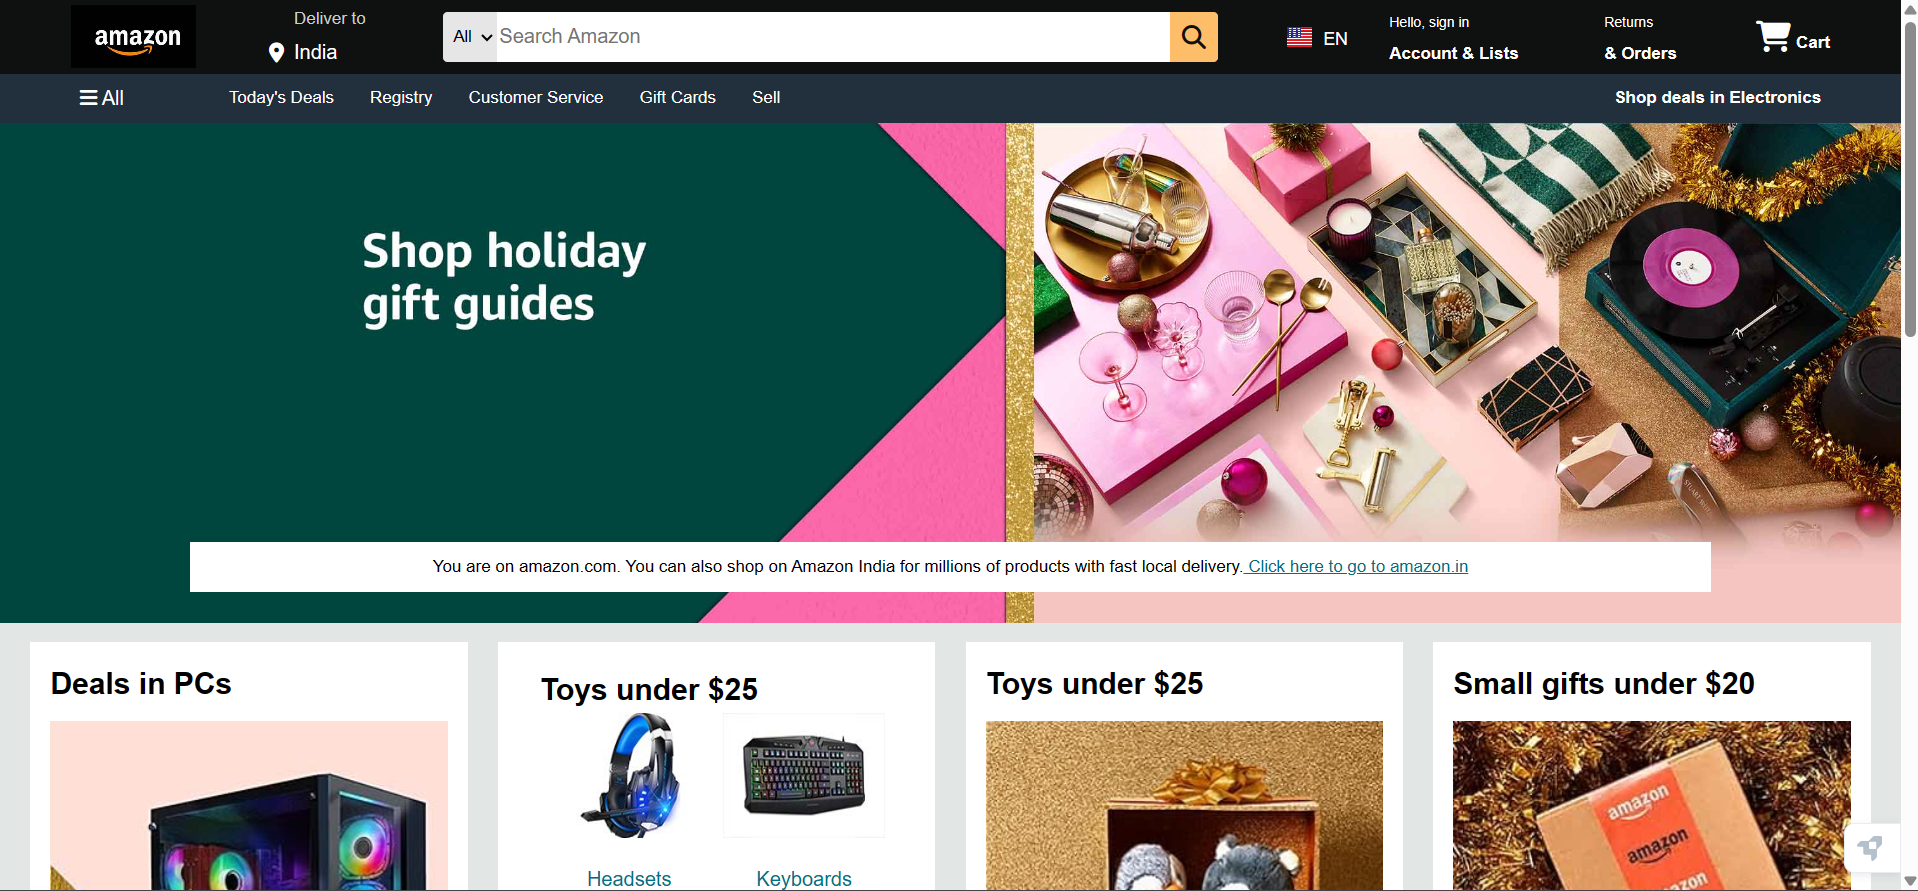 amazon
Deliver to
India
All
Search Amazon
EN
Hello, sign in
Account & Lists
Returns
& Orders
Cart
All
Today's Deals
Registry
Customer Service
Gift Cards
Sell
Shop deals in Electronics
Shop holiday
gift guides
You are on amazon.com. You can also shop on Amazon India for millions of products with fast local delivery. Click here to go to amazon.in
Deals in PCs
Toys under $25
Toys under $25
Small gifts under $20
Headsets
Keyboards
amazon
amazon
amazon